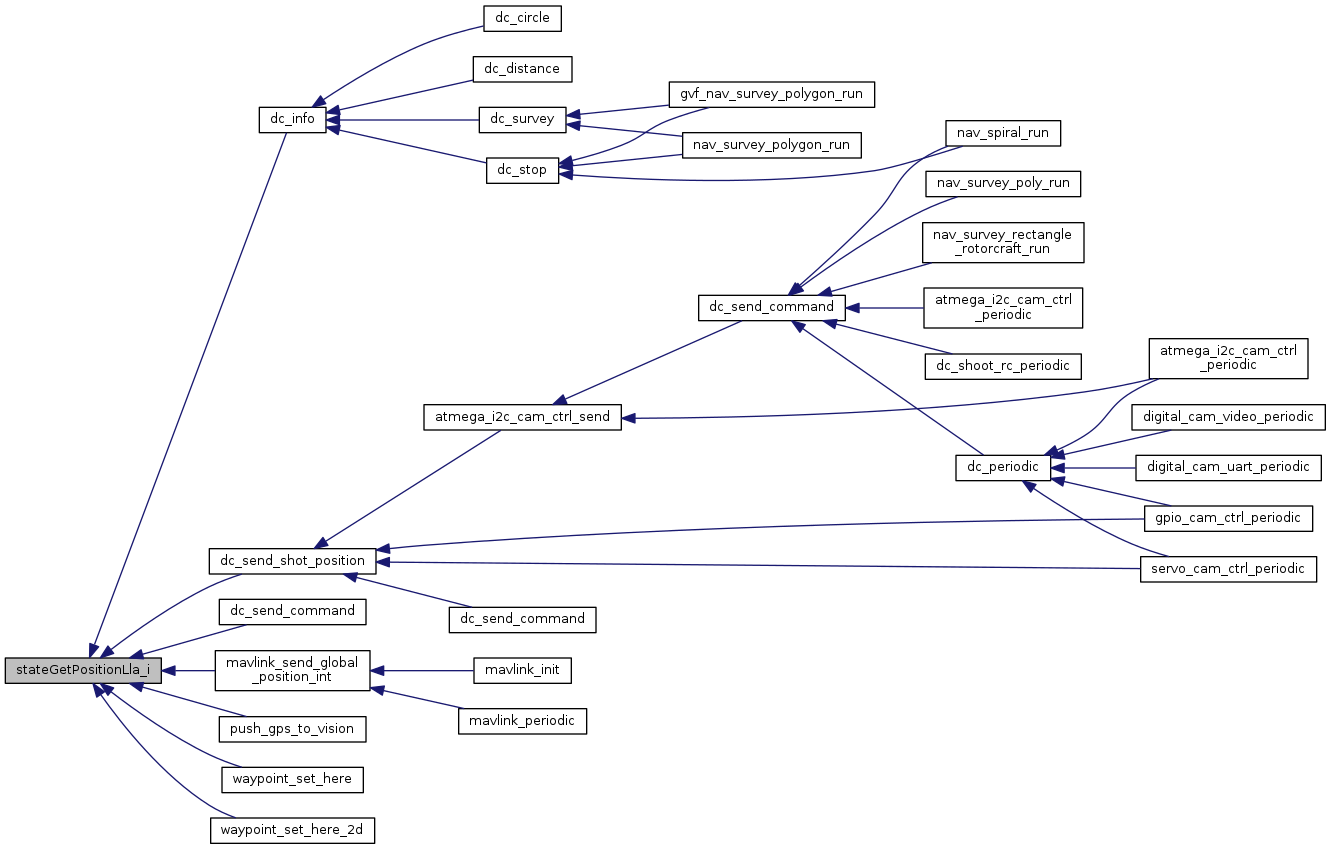 dc_circle
dc_distance
gvf_nav_survey_polygon_run
dc_info
dc_survey
nav_spiral_run
nav_survey_polygon_run
dc_stop
nav_survey_poly_run
nav_survey_rectangle
_rotorcraft_run
dc_send_command
atmega_i2c_cam_ctrl
_periodic
dc_shoot_rc_periodic
atmega_i2c_cam_ctrl
_periodic
atmega_i2c_cam_ctrl_send
digital_cam_video_periodic
dc_periodic
digital_cam_uart_periodic
gpio_cam_ctrl_periodic
dc_send_shot_position
servo_cam_ctrl_periodic
dc_send_command
dc_send_command
stateGetPositionLla_i
mavlink_send_global
_position_int
mavlink_init
mavlink_periodic
push_gps_to_vision
waypoint_set_here
waypoint_set_here_2d